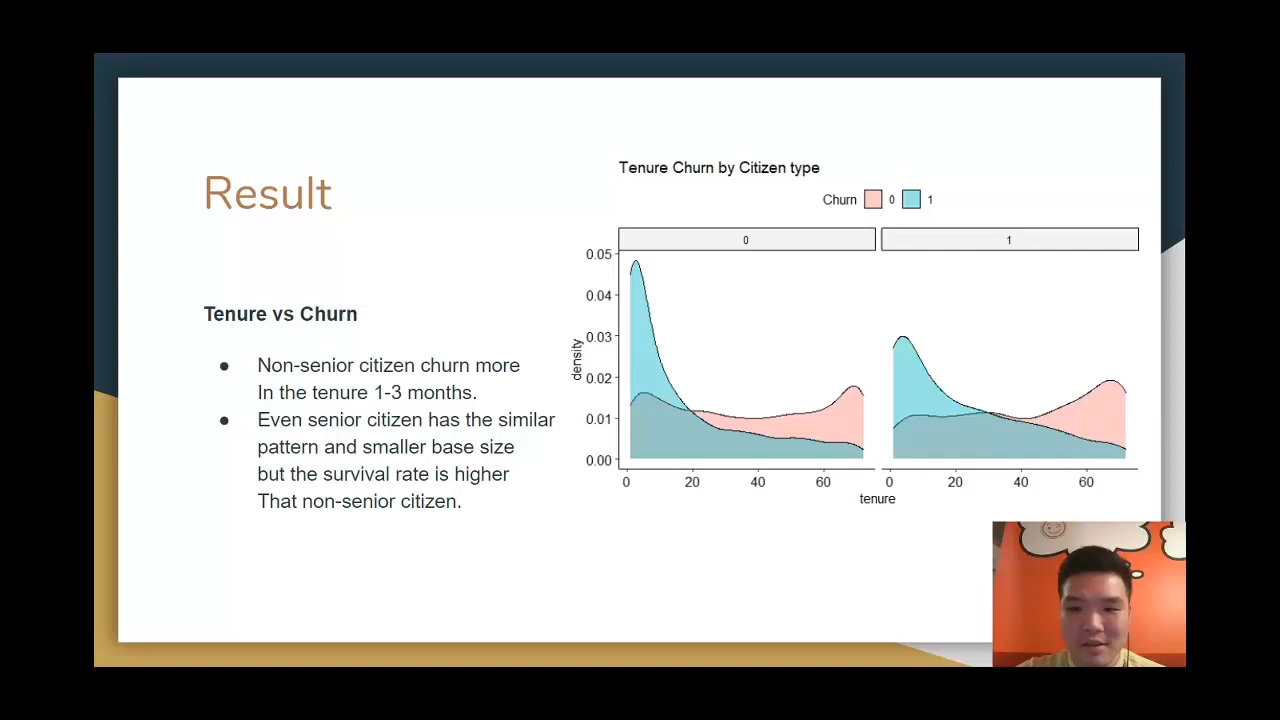 Result
Tenure vs Churn
● Non-senior citizen churn more
In the tenure 1-3 months.
● Even senior citizen has the similar
pattern and smaller base size
but the survival rate is higher
That non-senior citizen.
Tenure Churn by Citizen type
Churn 0 1
0 1
0.05
0.04
0.03
0.02
0.01
0.00
density
0 20 40 60 0 20 40 60
tenure